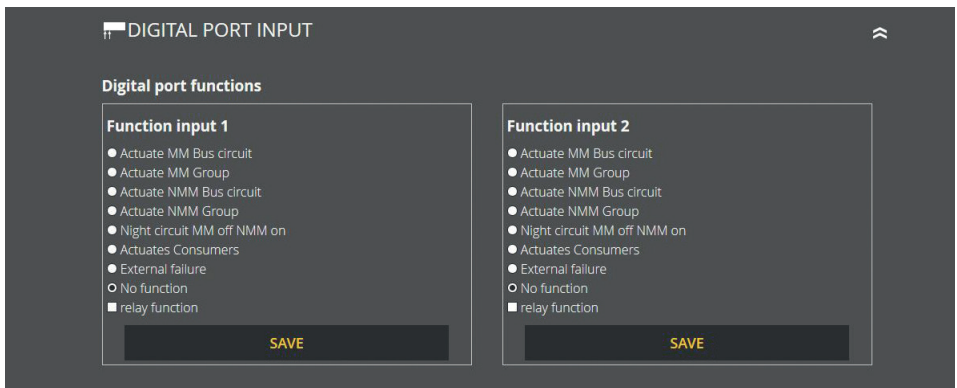 DIGITAL PORT INPUT
Digital port functions
Function input 1
Actuate MM Bus circuit
Actuate MM Group
Actuate NMM Bus circuit
Actuate NMM Group
Night circuit MM off NMM on
Actuates Consumers
External failure
No function
relay function
SAVE
Function input 2
Actuate MM Bus circuit
Actuate MM Group
Actuate NMM Bus circuit
Actuate NMM Group
Night circuit MM off NMM on
Actuates Consumers
External failure
No function
relay function
SAVE